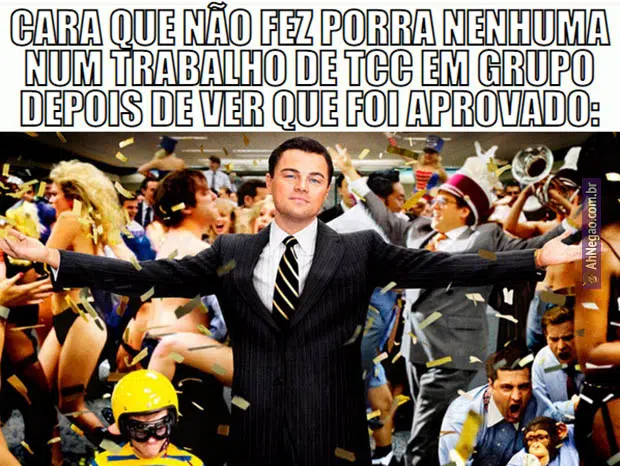 CARA QUE NÃO FEZ PORRA NENHUMA
NUM TRABALHO DE TCC EM GRUPO
DEPOIS DE VER QUE FOI APROVADO:
AhNegao.com.br